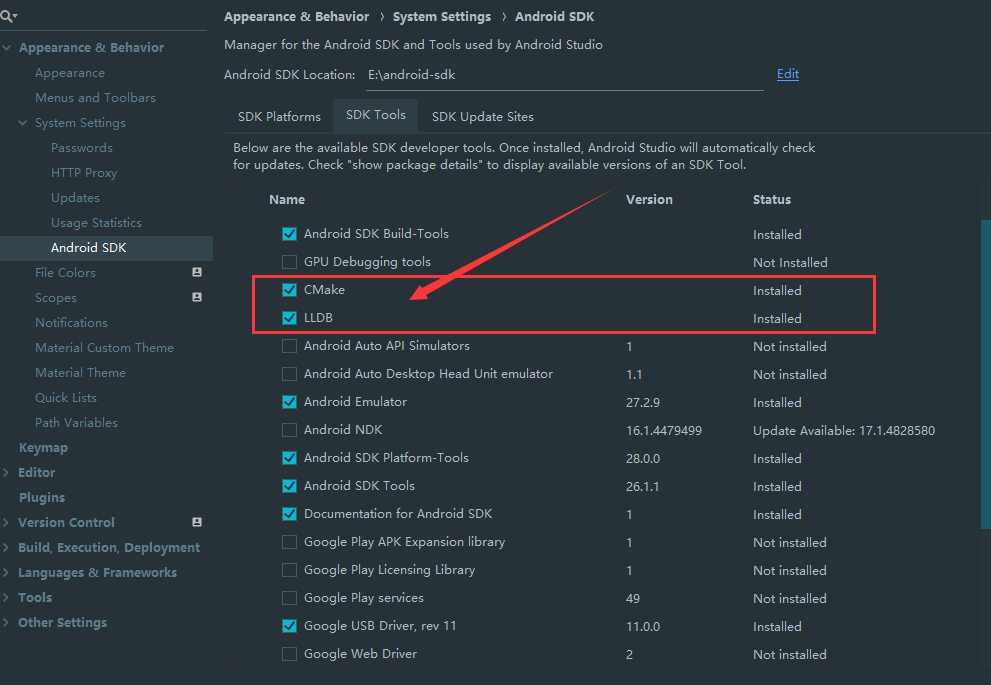 Appearance & Behavior › System Settings › Android SDK
Manager for the Android SDK and Tools used by Android Studio
Android SDK Location: E:\android-sdk Edit
SDK Platforms SDK Tools SDK Update Sites
Below are the available SDK developer tools. Once installed, Android Studio will automatically check
for updates. Check "show package details" to display available versions of an SDK Tool.
Name Version Status
Android SDK Build-Tools Installed
GPU Debugging tools Not Installed
CMake Installed
LLDB Installed
Android Auto API Simulators 1 Not installed
Android Auto Desktop Head Unit emulator 1.1 Not installed
Android Emulator 27.2.9 Installed
Android NDK 16.1.4479499 Update Available: 17.1.4828580
Android SDK Platform-Tools 28.0.0 Installed
Android SDK Tools 26.1.1 Installed
Documentation for Android SDK 1 Installed
Google Play APK Expansion library 1 Not installed
Google Play Licensing Library 1 Not installed
Google Play services 49 Not installed
Google USB Driver, rev 11 11.0.0 Installed
Google Web Driver 2 Not installed
Appearance & Behavior
Appearance
Menus and Toolbars
System Settings
Passwords
HTTP Proxy
Updates
Usage Statistics
Android SDK
File Colors
Scopes
Notifications
Material Custom Theme
Material Theme
Quick Lists
Path Variables
Keymap
Editor
Plugins
Version Control
Build, Execution, Deployment
Languages & Frameworks
Tools
Other Settings